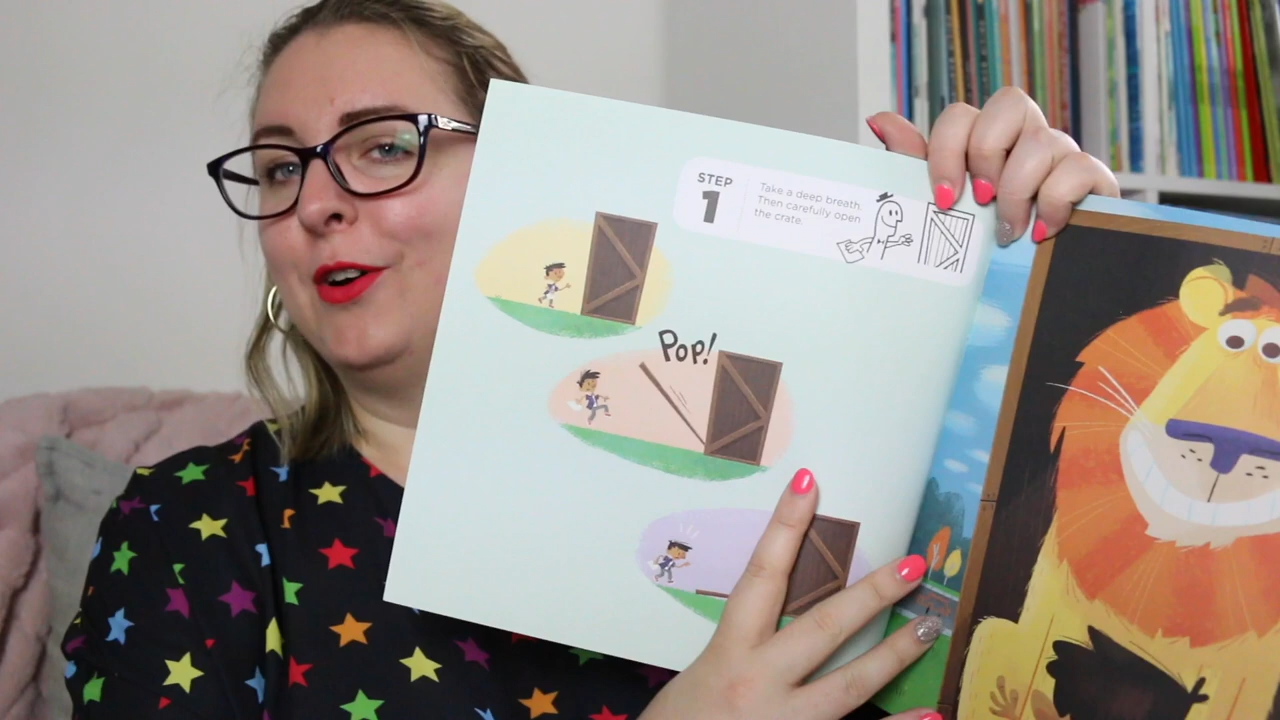 STEP
1
Take a deep breath.
Then carefully open
the crate.
POP!